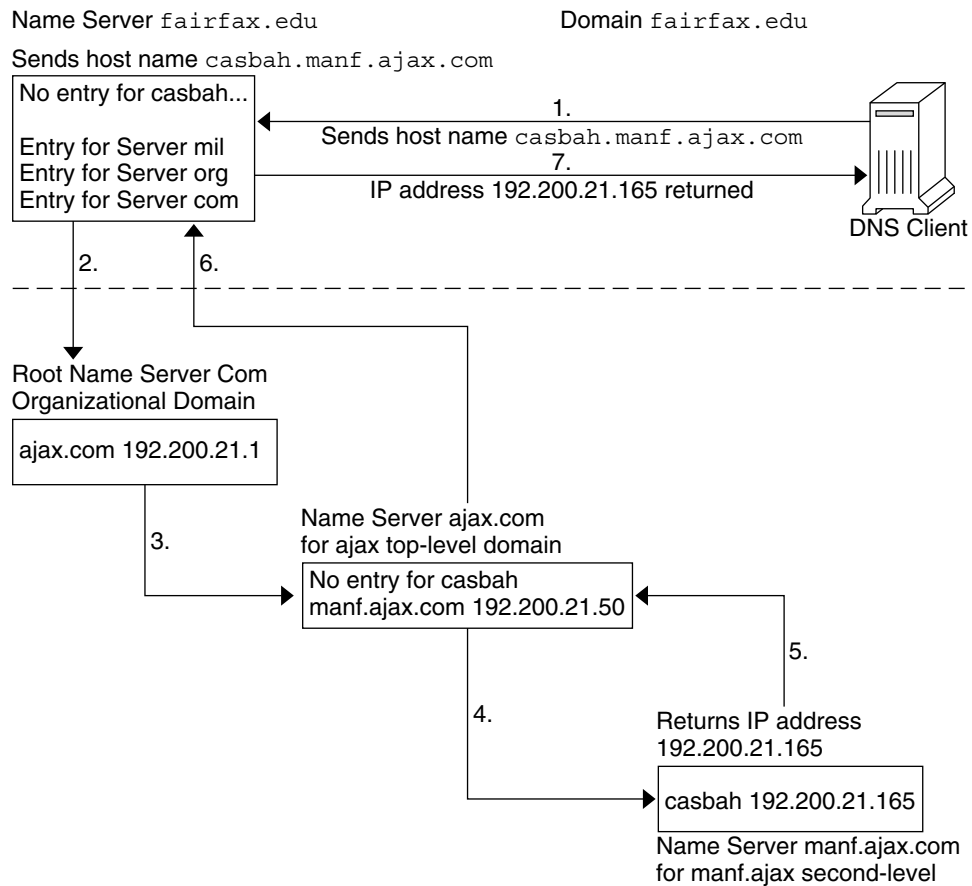 Name Server fairfax.edu
Domain fairfax.edu
Sends host name casbah.manf.ajax.com
No entry for casbah...
Entry for Server mil
Entry for Server org
Entry for Server com
1.
Sends host name casbah.manf.ajax.com
7.
IP address 192.200.21.165 returned
DNS Client
2.
6.
Root Name Server Com
Organizational Domain
ajax.com 192.200.21.1
3.
Name Server ajax.com
for ajax top-level domain
No entry for casbah
manf.ajax.com 192.200.21.50
5.
4.
Returns IP address
192.200.21.165
casbah 192.200.21.165
Name Server manf.ajax.com
for manf.ajax second-level